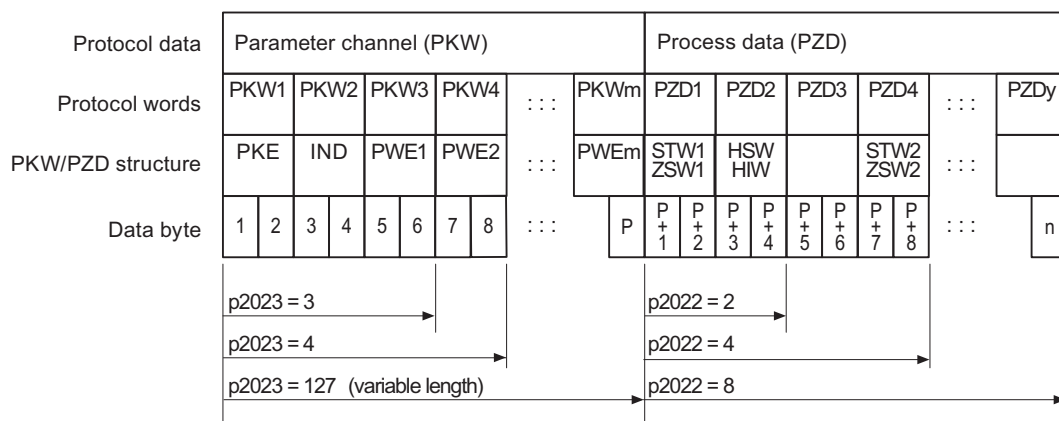 Protocol data Parameter channel (PKW) Process data (PZD)
Protocol words PKW1 PKW2 PKW3 PKW4 : : : PKWm PZD1 PZD2 PZD3 PZD4 : : : PZDy
PKW/PZD structure PKE IND PWE1 PWE2 : : : PWEm STW1 HSW STW2
ZSW1 HIW ZSW2
Data byte 1 2 3 4 5 6 7 8 : : : P P+1 P+2 P+3 P+4 P+5 P+6 P+7 P+8 : : : n
p2023 = 3 p2022 = 2
p2023 = 4 p2022 = 4
p2023 = 127 (variable length) p2022 = 8